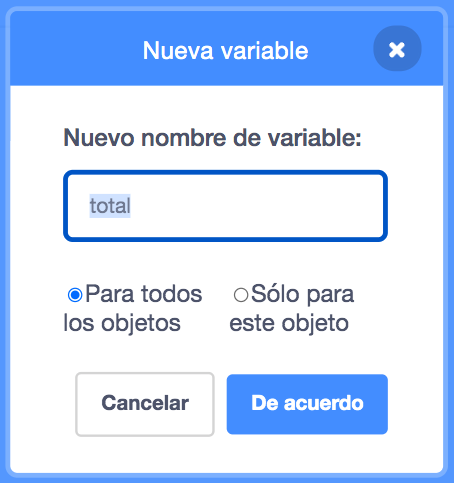 Nueva variable
Nuevo nombre de variable:
total
Para todos
los objetos
Sólo para
este objeto
Cancelar
De acuerdo